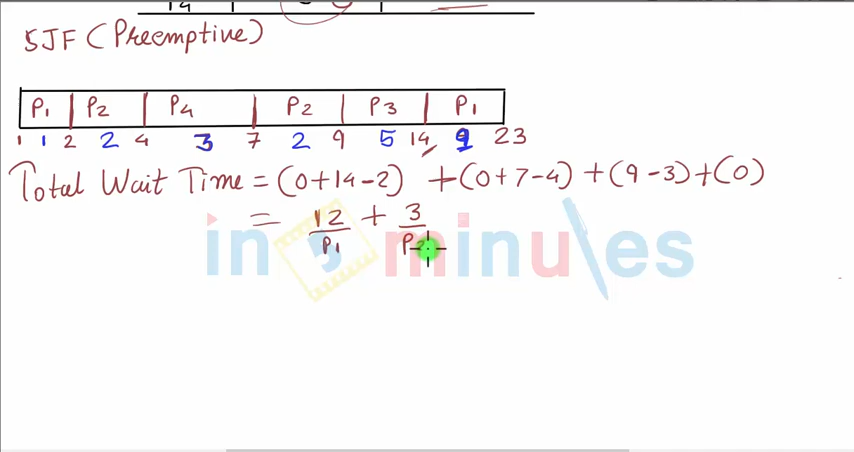 SJF (Preemptive)
P1 | P2 | P4 | P2 | P3 | P1
1 1 2 2 4 3 7 2 9 5 14 9 23
Total Wait Time = (0+14-2) + (0+7-4) + (9-3) + (0)
= 12/P1 + 3/P2
in 5 minutes